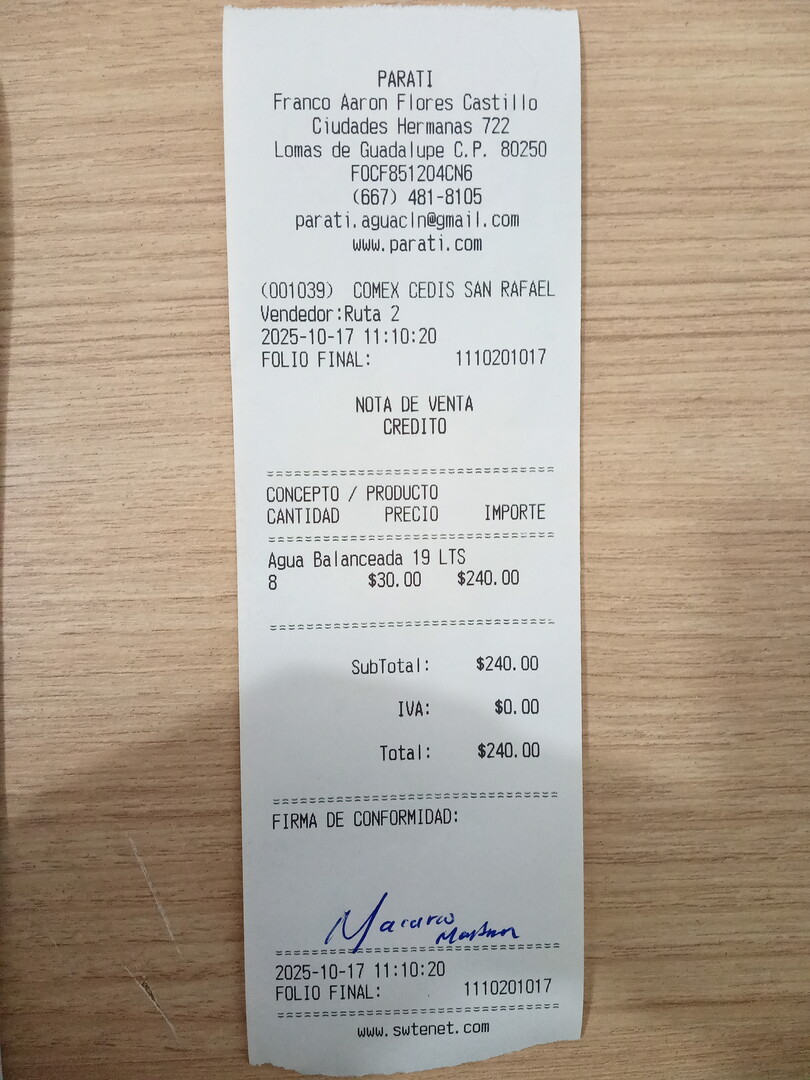 PARATI
Franco Aaron Flores Castillo
Ciudades Hermanas 722
Lomas de Guadalupe C.P. 80250
FOCF851204CN6
(667) 481-8105
parati.aguacln@gmail.com
www.parati.com
(001039) COMEX CEDIS SAN RAFAEL
Vendedor:Ruta 2
2025-10-17 11:10:20
FOLIO FINAL: 1110201017
NOTA DE VENTA
CREDITO
CONCEPTO / PRODUCTO
CANTIDAD PRECIO IMPORTE
Agua Balanceada 19 LTS
8 $30.00 $240.00
SubTotal: $240.00
IVA: $0.00
Total: $240.00
FIRMA DE CONFORMIDAD:
2025-10-17 11:10:20
FOLIO FINAL: 1110201017
www.swtenet.com